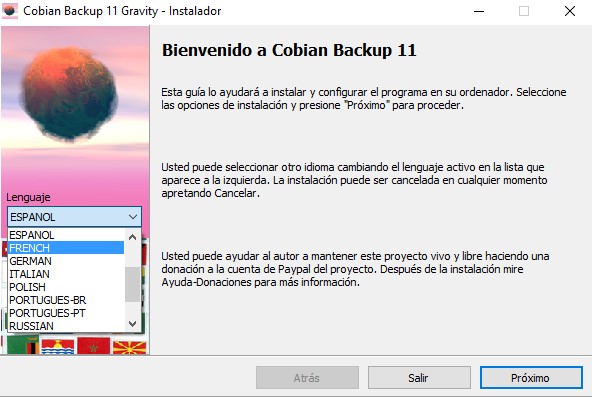 Cobian Backup 11 Gravity - Instalador
Bienvenido a Cobian Backup 11
Esta guía lo ayudará a instalar y configurar el programa en su ordenador. Seleccione
las opciones de instalación y presione "Próximo" para proceder.
Usted puede seleccionar otro idioma cambiando el lenguaje activo en la lista que
aparece a la izquierda. La instalación puede ser cancelada en cualquier momento
apretando Cancelar.
Usted puede ayudar al autor a mantener este proyecto vivo y libre haciendo una
donación a la cuenta de Paypal del proyecto. Después de la instalación mire
Ayuda-Donaciones para más información.
Lenguaje
ESPANOL
ESPANOL
FRENCH
GERMAN
ITALIAN
POLISH
PORTUGUES-BR
PORTUGUES-PT
RUSSIAN
Atrás
Salir
Próximo